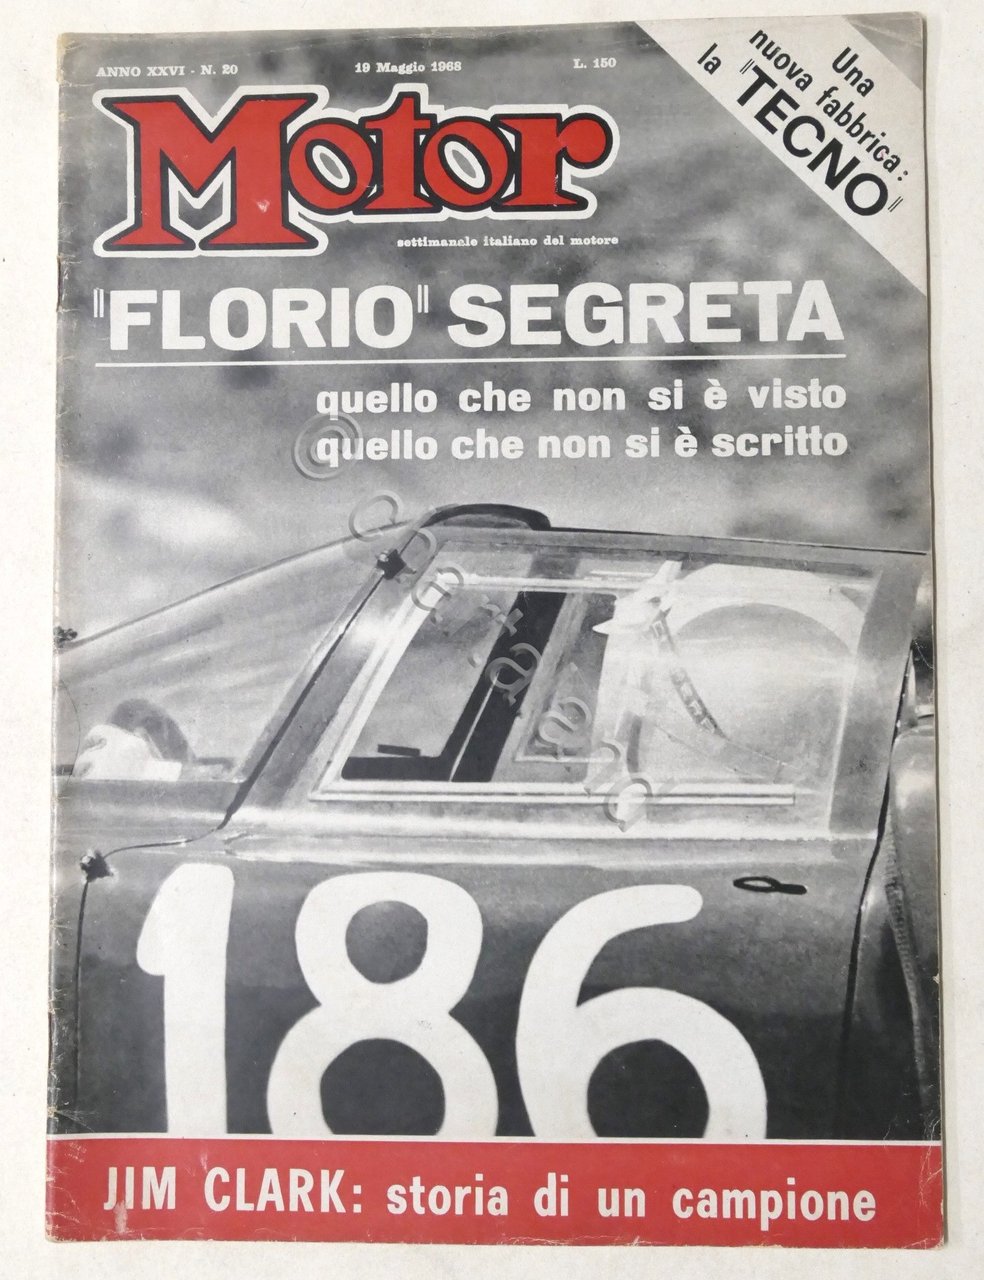 ANNO XXVI - N. 20
19 Maggio 1968
L. 150
Una
nuova fabbrica:
la "TECNO"
Motor
settimanale italiano del motore
"FLORIO" SEGRETA
quello che non si è visto
quello che non si è scritto
© Cartaºnd
186
JIM CLARK: storia di un campione